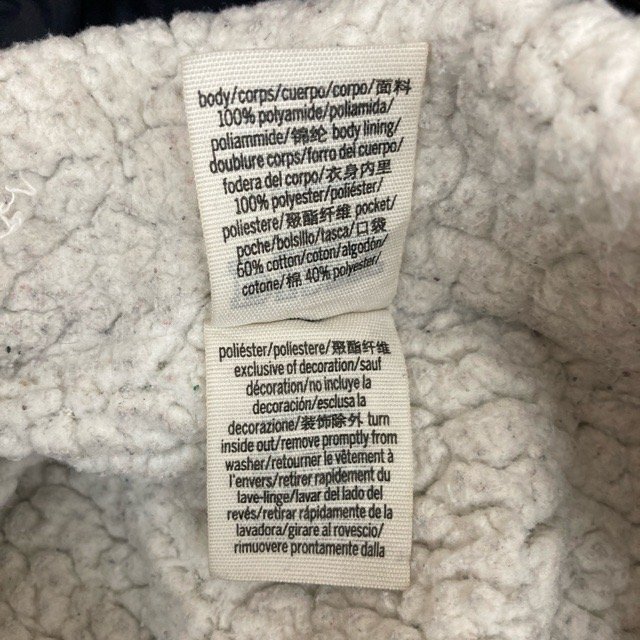 body/corps/cuerpo/corpo/面料
100% polyamide/poliamida/
poliammide/锦纶 body lining/
doublure corps/forro del cuerpo/
fodera del corpo/衣身内里
100% polyester/poliéster/
poliestere/聚酯纤维 pocket/
poche/bolsillo/tasca/口袋
60% cotton/coton/algodón/
cotone/棉 40% polyester/
poliéster/poliestere/聚酯纤维
exclusive of decoration/sauf
décoration/no incluye la
decoración/esclusa la
decorazione/装饰除外 turn
inside out/remove promptly from
washer/retourner le vêtement à
l'envers/retirer rapidement du
lave-linge/lavar del lado del
revés/retirar rápidamente de la
lavadora/girare al rovescio/
rimuovere prontamente dalla